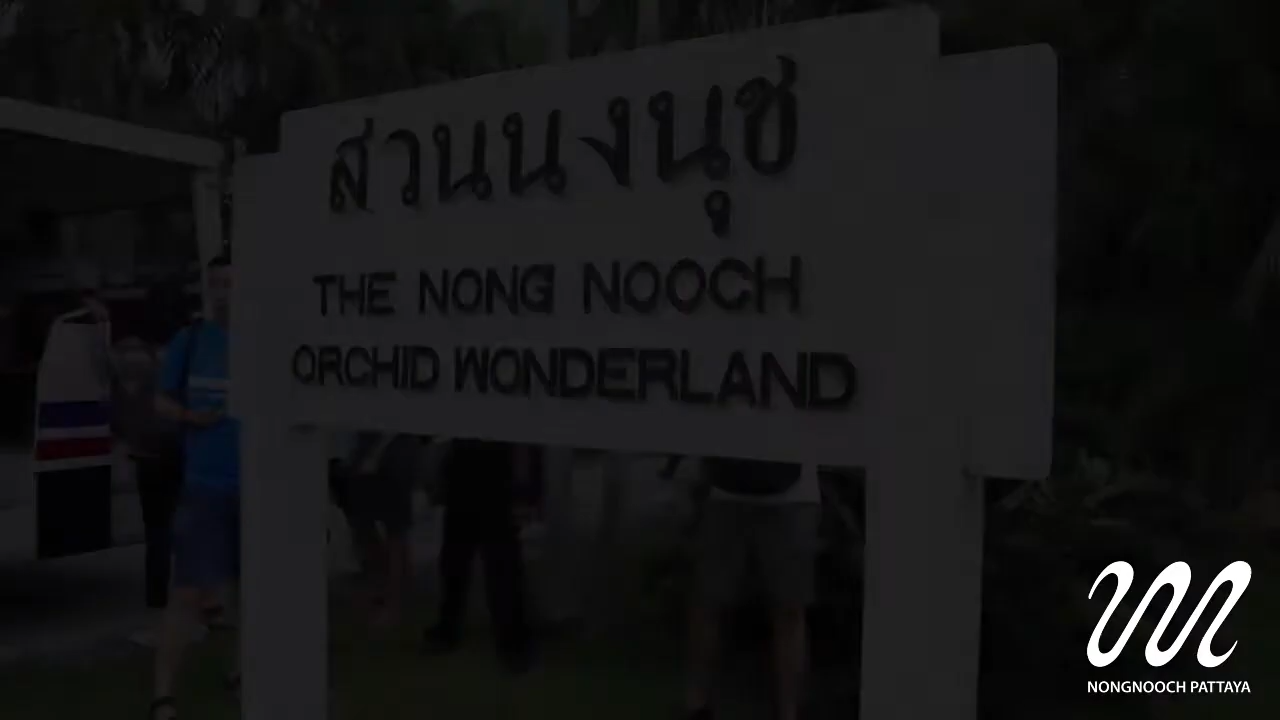 สวนนงนุช
THE NONG NOOCH
ORCHID WONDERLAND
NONGNOOCH PATTAYA